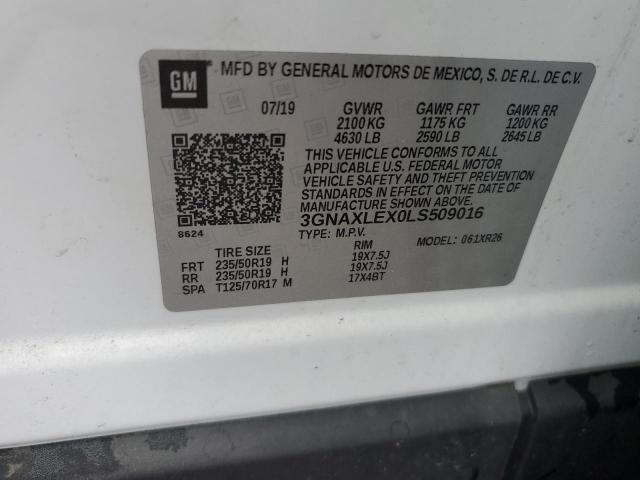 GM MFD BY GENERAL MOTORS DE MEXICO, S. DE R.L. DE C.V.
07/19 GVWR GAWR FRT GAWR RR
2100 KG 1175 KG 1200 KG
4630 LB 2590 LB 2645 LB
THIS VEHICLE CONFORMS TO ALL
APPLICABLE U.S. FEDERAL MOTOR
VEHICLE SAFETY AND THEFT PREVENTION
STANDARDS IN EFFECT ON THE DATE OF
MANUFACTURE SHOWN ABOVE.
8624 3GNAXLEX0LS509016
TYPE: M.P.V. MODEL: 061XR26
TIRE SIZE RIM
FRT 235/50R19 H 19X7.5J
RR 235/50R19 H 19X7.5J
SPA T125/70R17 M 17X4BT